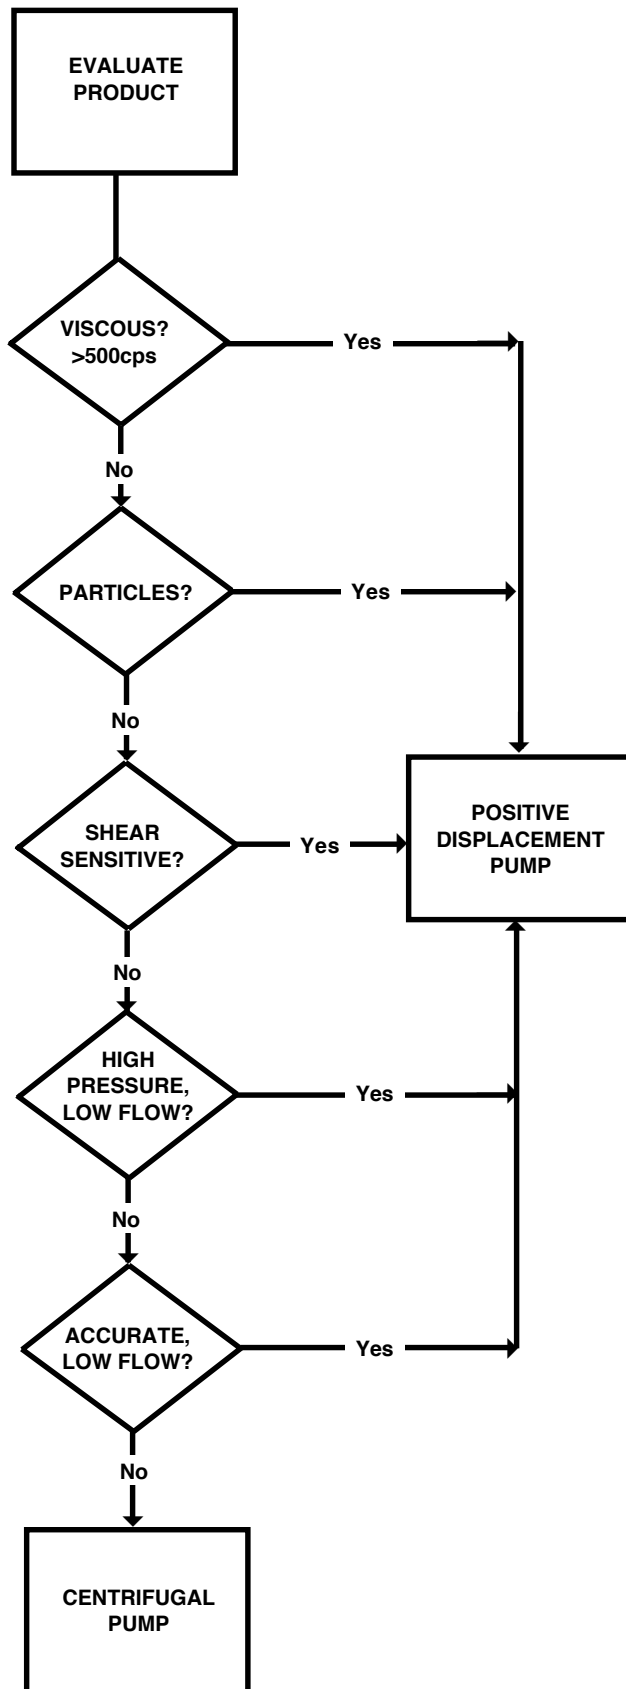 EVALUATE
PRODUCT
VISCOUS?
>500cps
Yes
No
PARTICLES?
Yes
No
SHEAR
SENSITIVE?
Yes
POSITIVE
DISPLACEMENT
PUMP
No
HIGH
PRESSURE,
LOW FLOW?
Yes
No
ACCURATE,
LOW FLOW?
Yes
No
CENTRIFUGAL
PUMP